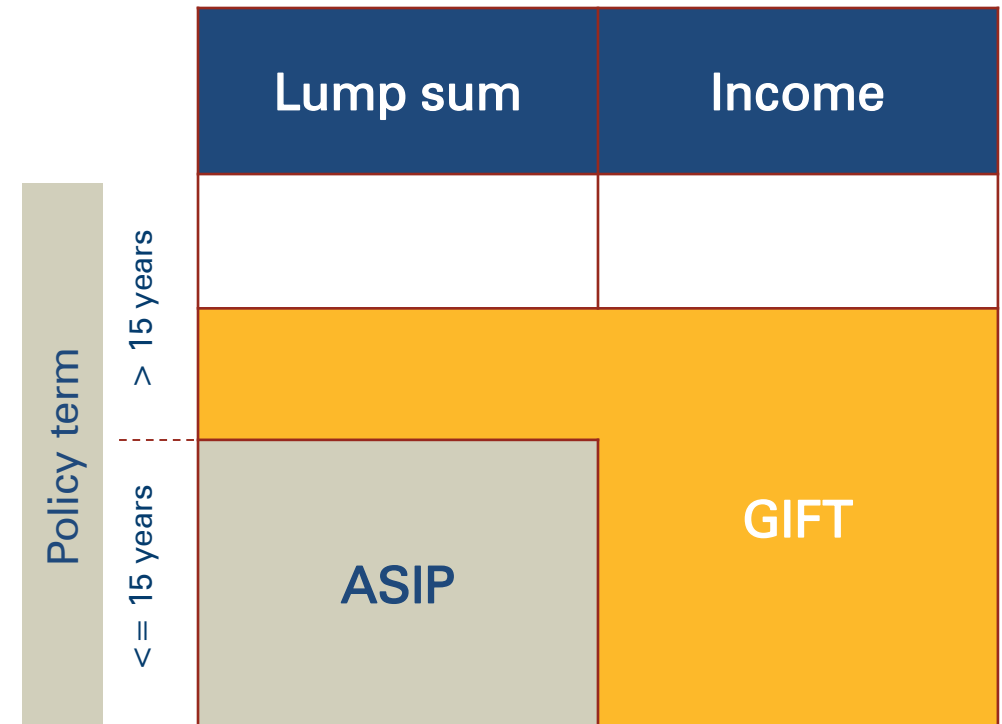 Lump sum
Income
Policy term
> 15 years
<= 15 years
GIFT
ASIP